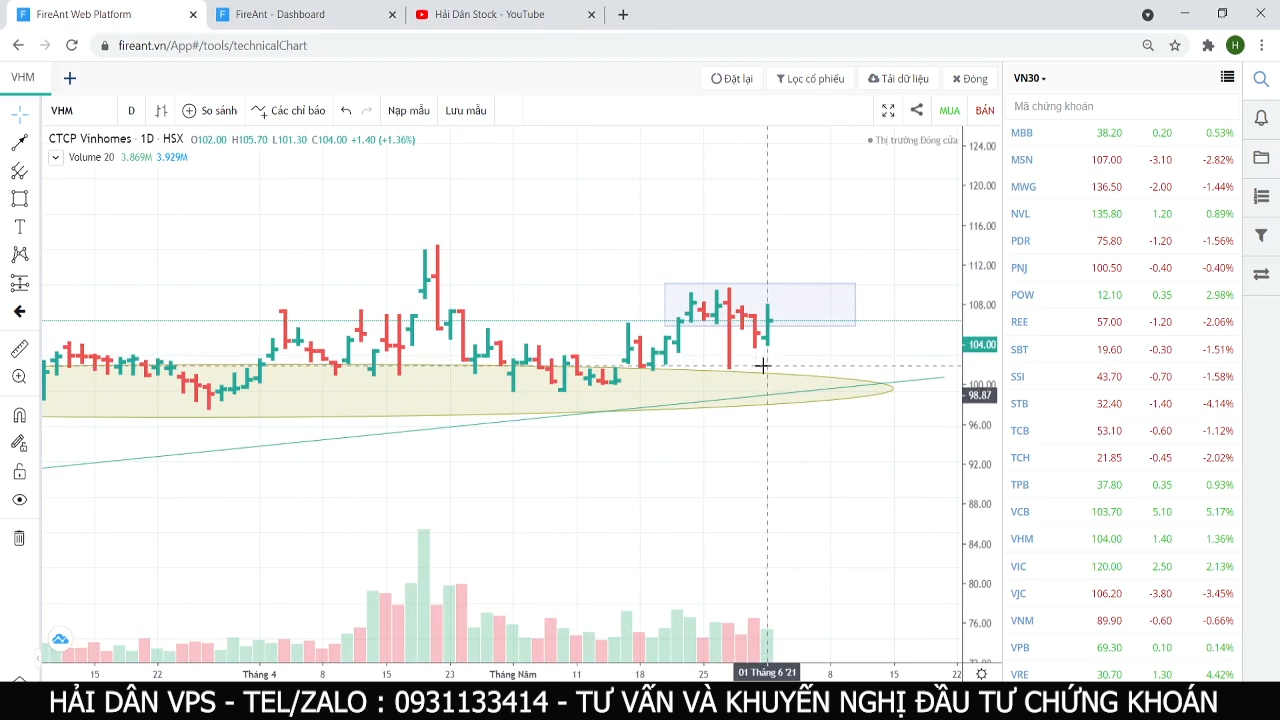 FireAnt Web Platform
FireAnt - Dashboard
Hải Dân Stock - YouTube
fireant.vn/App#/tools/technicalChart
H
VHM
Đặt lại
Lọc cổ phiếu
Tải dữ liệu
Đóng
VN30
VHM
D
So sánh
Các chỉ báo
Nạp mẫu
Lưu mẫu
MUA
BÁN
Mã chứng khoán
CTCP Vinhomes · 1D · HSX O102.00 H105.70 L101.30 C104.00 +1.40 (+1.36%)
Thị trường Đóng cửa
Volume 20 3.869M 3.929M
124.00
120.00
116.00
112.00
108.00
104.00
100.00
98.87
96.00
92.00
88.00
84.00
80.00
76.00
72.00
MBB 38.20 0.20 0.53%
MSN 107.00 -3.10 -2.82%
MWG 136.50 -2.00 -1.44%
NVL 135.80 1.20 0.89%
PDR 75.80 -1.20 -1.56%
PNJ 100.50 -0.40 -0.40%
POW 12.10 0.35 2.98%
REE 57.00 -1.20 -2.06%
SBT 19.60 -0.30 -1.51%
SSI 43.70 -0.70 -1.58%
STB 32.40 -1.40 -4.14%
TCB 53.10 -0.60 -1.12%
TCH 21.85 -0.45 -2.02%
TPB 37.80 0.35 0.93%
VCB 103.70 5.10 5.17%
VHM 104.00 1.40 1.36%
VIC 120.00 2.50 2.13%
VJC 106.20 -3.80 -3.45%
VNM 89.90 -0.60 -0.66%
VPB 69.30 0.10 0.14%
VRE 30.70 1.30 4.42%
15 22 Tháng 4 8 15 23 Tháng Năm 11 18 25 01 Tháng 6 '21 8 15 22
HẢI DÂN VPS - TEL/ZALO : 0931133414 - TƯ VẤN VÀ KHUYẾN NGHỊ ĐẦU TƯ CHỨNG KHOÁN